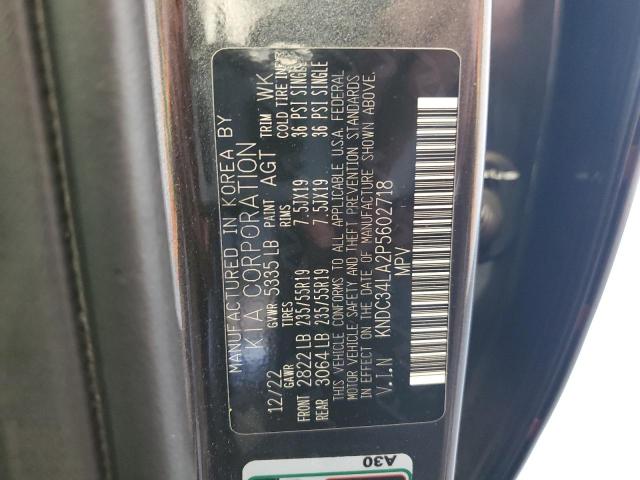 MANUFACTURED IN KOREA BY
KIA CORPORATION
12/22 GVWR 5335 LB PAINT AGT TRIM WK
GAWR TIRES RIMS COLD TIRE
FRONT 2822 LB 235/55R19 7.5JX19 36 PSI SINGLE
REAR 3064 LB 235/55R19 7.5JX19 36 PSI SINGLE
THIS VEHICLE CONFORMS TO ALL APPLICABLE U.S.A. FEDERAL
MOTOR VEHICLE SAFETY AND THEFT PREVENTION STANDARDS
IN EFFECT ON THE DATE OF MANUFACTURE SHOWN ABOVE.
V.I.N KNDC34LA2P5602718
MPV
A30